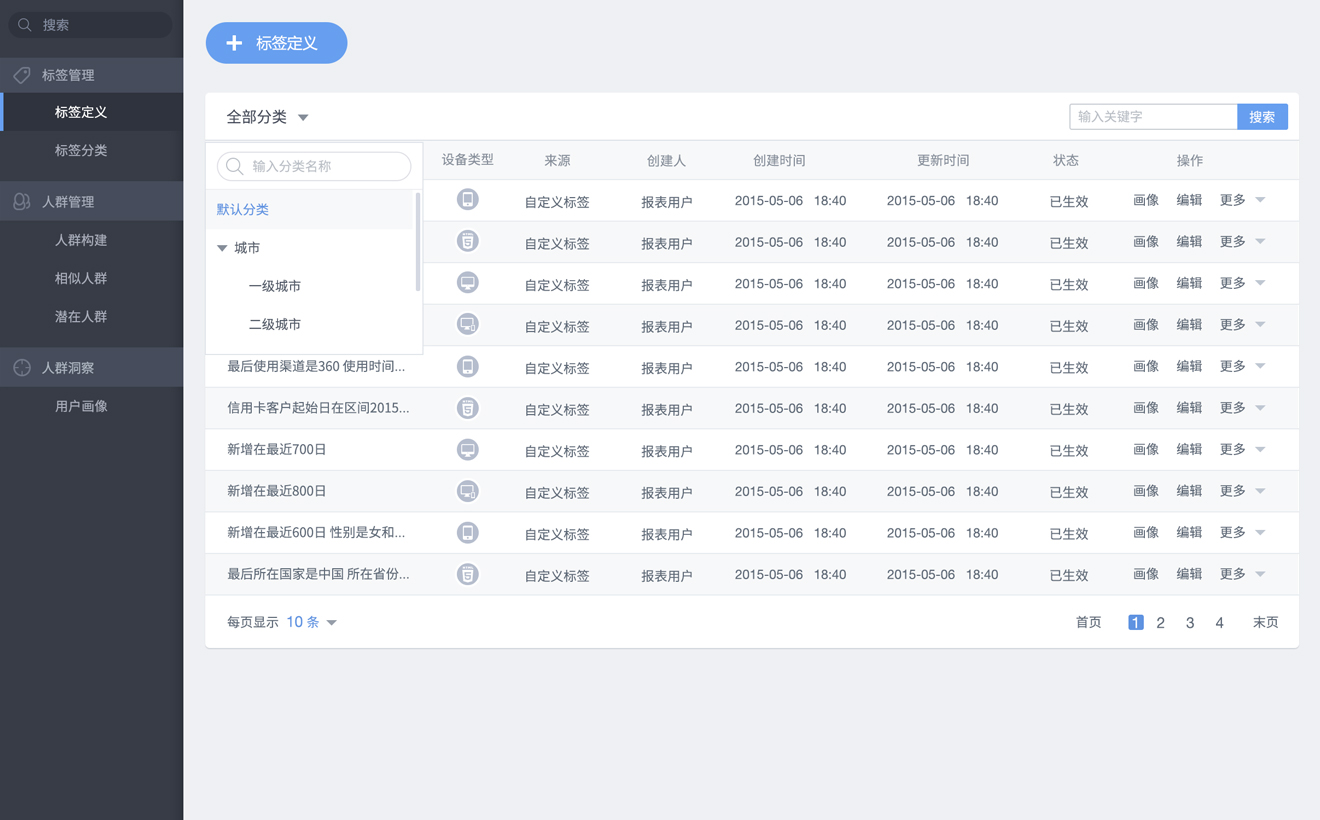 搜索
标签管理
标签定义
标签分类
人群管理
人群构建
相似人群
潜在人群
人群洞察
用户画像
标签定义
全部分类
输入关键字 搜索
输入分类名称
默认分类
城市
一级城市
二级城市
设备类型 来源 创建人 创建时间 更新时间 状态 操作
自定义标签 报表用户 2015-05-06 18:40 2015-05-06 18:40 已生效 画像 编辑 更多
自定义标签 报表用户 2015-05-06 18:40 2015-05-06 18:40 已生效 画像 编辑 更多
自定义标签 报表用户 2015-05-06 18:40 2015-05-06 18:40 已生效 画像 编辑 更多
自定义标签 报表用户 2015-05-06 18:40 2015-05-06 18:40 已生效 画像 编辑 更多
最后使用渠道是360 使用时间... 自定义标签 报表用户 2015-05-06 18:40 2015-05-06 18:40 已生效 画像 编辑 更多
信用卡客户起始日在区间2015... 自定义标签 报表用户 2015-05-06 18:40 2015-05-06 18:40 已生效 画像 编辑 更多
新增在最近700日 自定义标签 报表用户 2015-05-06 18:40 2015-05-06 18:40 已生效 画像 编辑 更多
新增在最近800日 自定义标签 报表用户 2015-05-06 18:40 2015-05-06 18:40 已生效 画像 编辑 更多
新增在最近600日 性别是女和... 自定义标签 报表用户 2015-05-06 18:40 2015-05-06 18:40 已生效 画像 编辑 更多
最后所在国家是中国 所在省份... 自定义标签 报表用户 2015-05-06 18:40 2015-05-06 18:40 已生效 画像 编辑 更多
每页显示 10 条 首页 1 2 3 4 末页